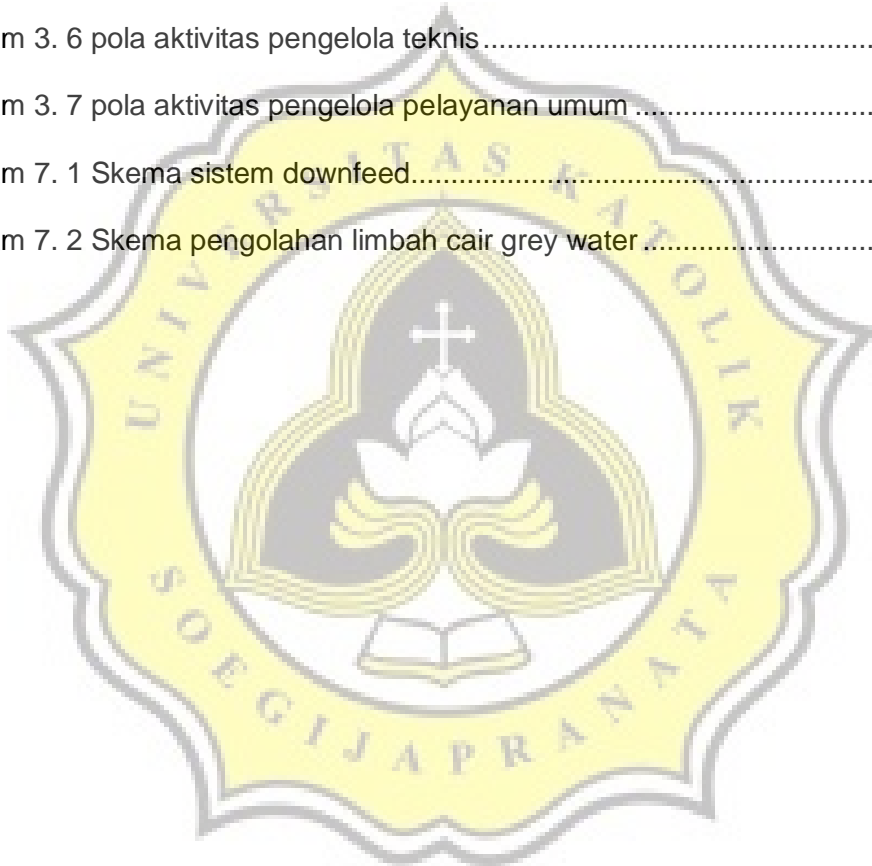 m 3. 6 pola aktivitas pengelola teknis................................................
m 3. 7 pola aktivitas pengelola pelayanan umum..............................
m 7. 1 Skema sistem downfeed..........................................................
m 7. 2 Skema pengolahan limbah cair grey water.............................
UNIVERSITAS KATOLIK
SOEGIJAPRANATA